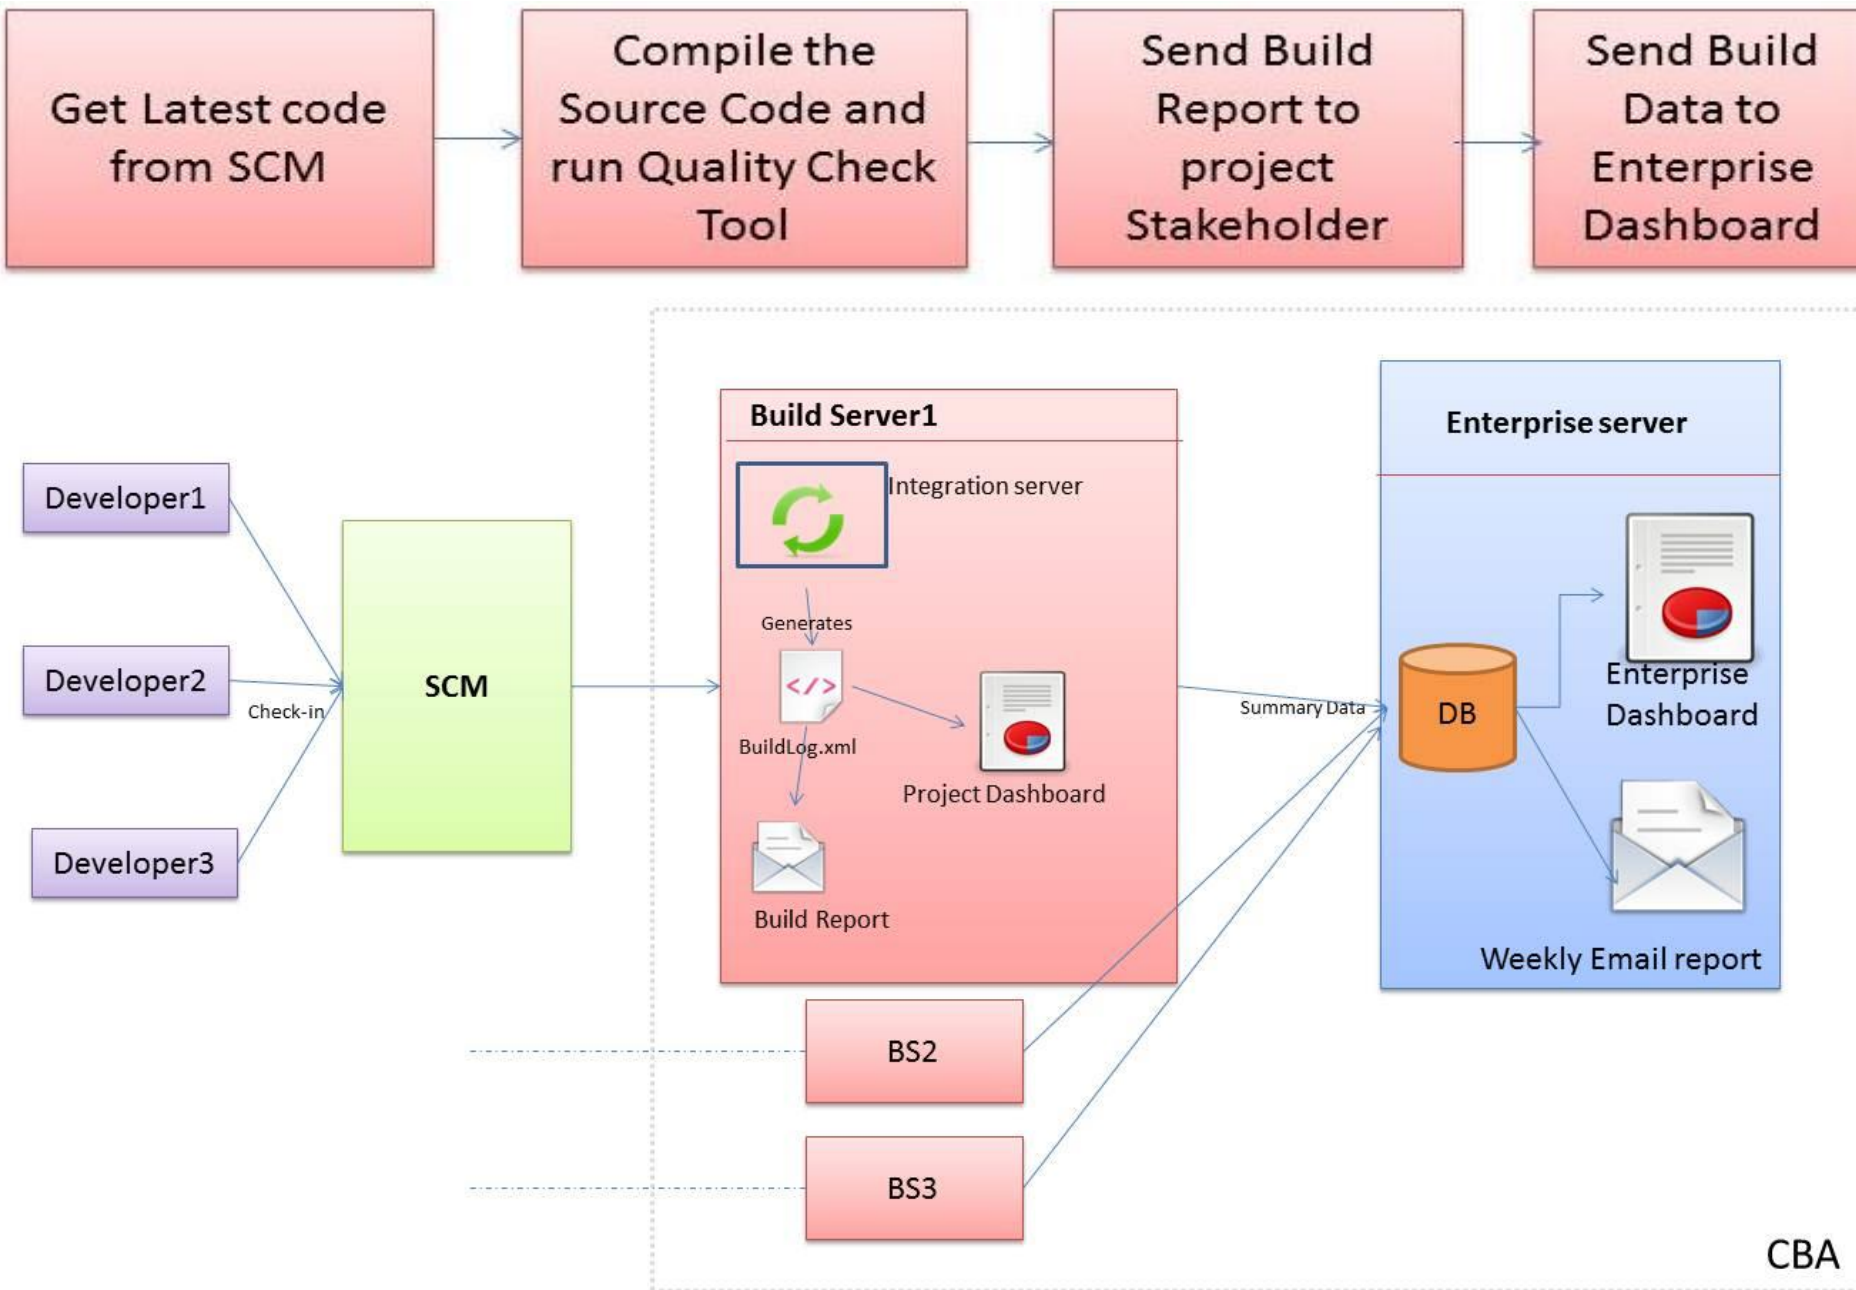 Get Latest code
from SCM
Compile the
Source Code and
run Quality Check
Tool
Send Build
Report to
project
Stakeholder
Send Build
Data to
Enterprise
Dashboard
Build Server1
Integration server
Generates
BuildLog.xml
Project Dashboard
Build Report
Enterprise server
Developer1
Developer2
Developer3
Check-in
SCM
Summary Data
DB
Enterprise
Dashboard
Weekly Email report
BS2
BS3
CBA